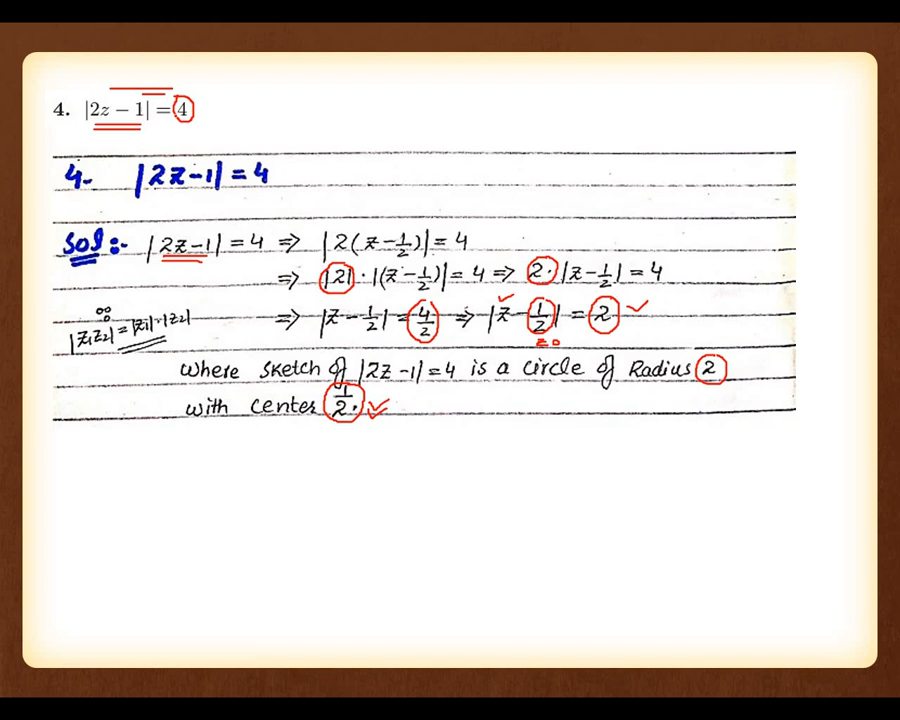 4. |2z − 1| = 4
4. |2z-1| = 4
Sol:- |2z-1| = 4 ⇒ |2(z-1/2)| = 4
⇒ |2|·|(z-1/2)| = 4 ⇒ 2·|z-1/2| = 4
∵ |z1z2| = |z1|·|z2|
⇒ |z-1/2| = 4/2 ⇒ |z-1/2| = 2
z0
where sketch of |2z-1| = 4 is a circle of Radius 2
with center 1/2.